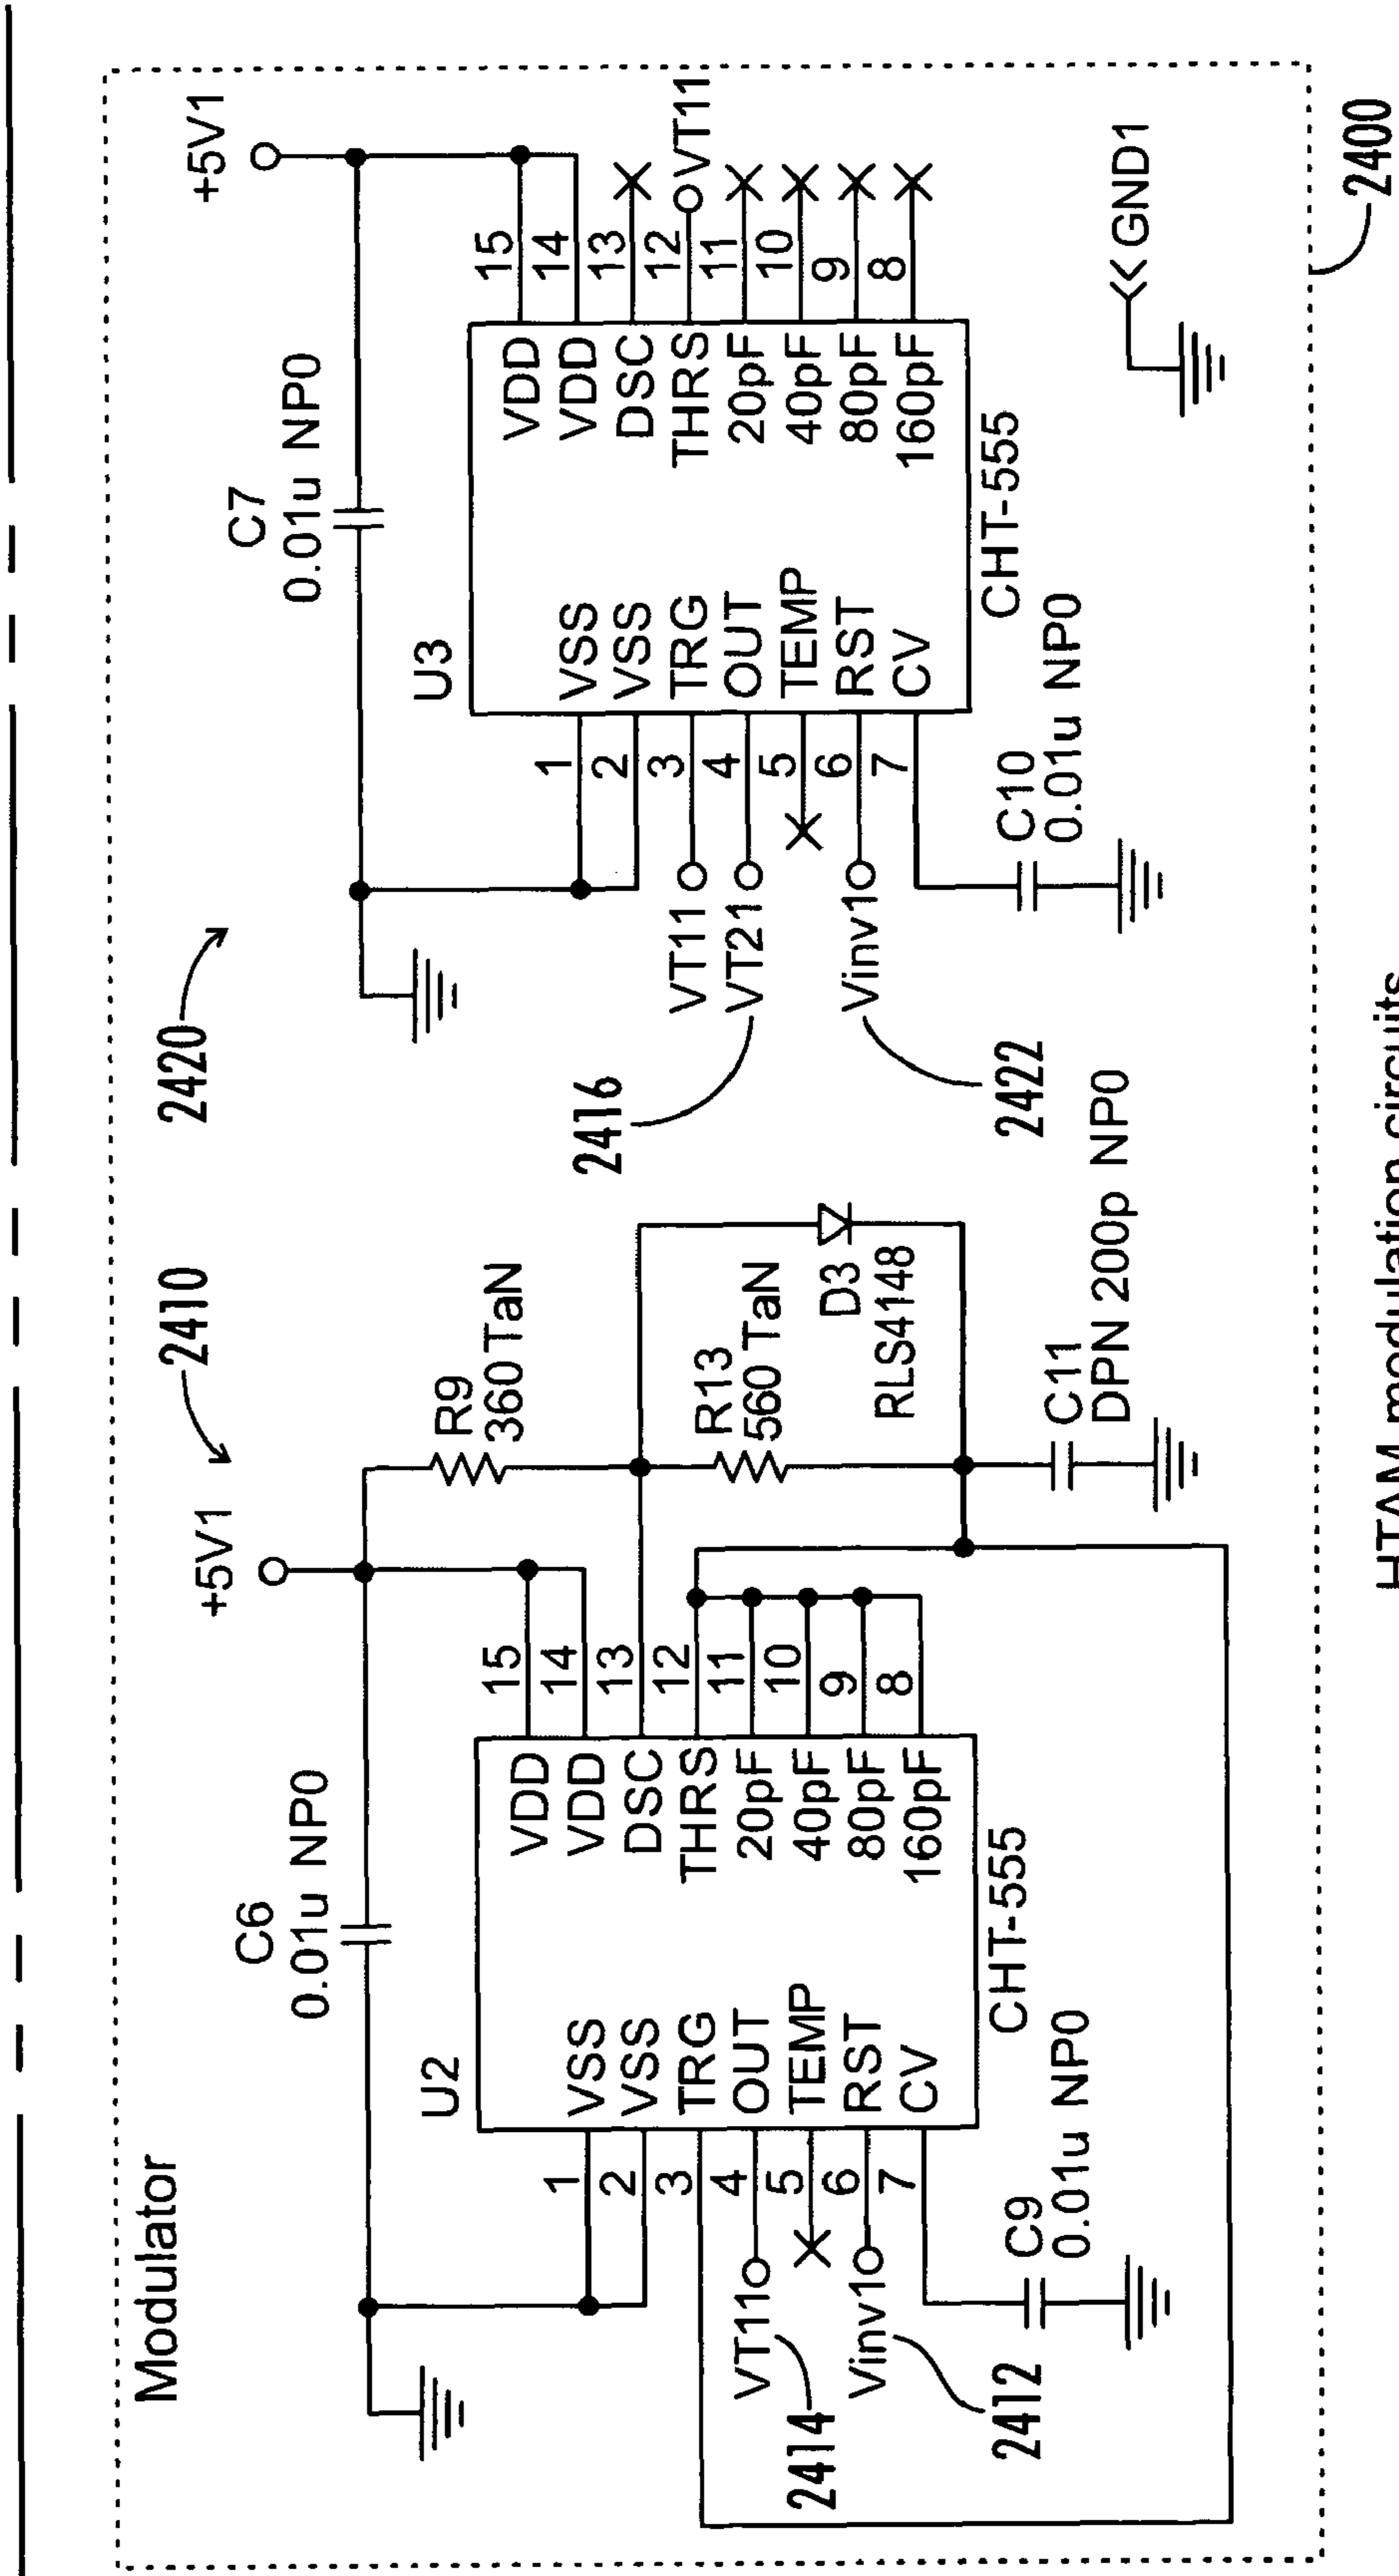 Modulator
2410
2420
+5V1
+5V1
C6
0.01u NP0
C7
0.01u NP0
R9
360 TaN
U2
VSS
VSS
TRG
OUT
TEMP
RST
CV
1
2
3
4
5
6
7
VDD
VDD
DSC
THRS
20pF
40pF
80pF
160pF
15
14
13
12
11
10
9
8
CHT-555
R13
560 TaN
D3
RLS4148
C11
DPN 200p NP0
VT11
2414
Vinv1
2412
C9
0.01u NP0
U3
VSS
VSS
TRG
OUT
TEMP
RST
CV
1
2
3
4
5
6
7
VDD
VDD
DSC
THRS
20pF
40pF
80pF
160pF
15
14
13
12
11
10
9
8
CHT-555
VT11
VT11
VT21
2416
Vinv1
2422
C10
0.01u NP0
GND1
2400
HTAM modulation circuits